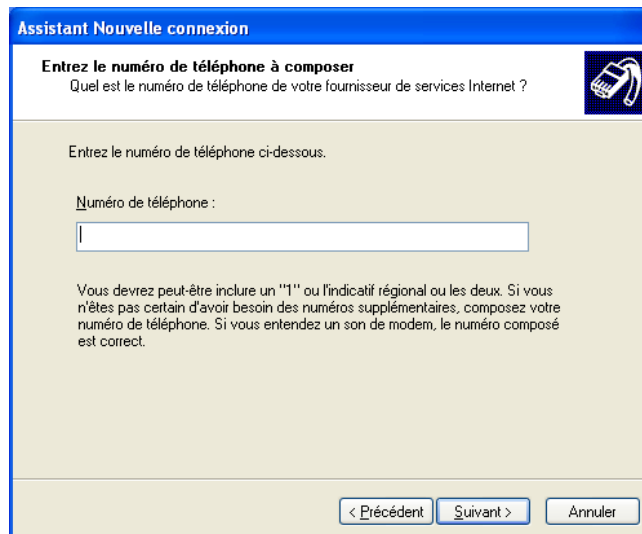 Assistant Nouvelle connexion
Entrez le numéro de téléphone à composer
Quel est le numéro de téléphone de votre fournisseur de services Internet ?
Entrez le numéro de téléphone ci-dessous.
Numéro de téléphone :
Vous devrez peut-être inclure un "1" ou l'indicatif régional ou les deux. Si vous
n'êtes pas certain d'avoir besoin des numéros supplémentaires, composez votre
numéro de téléphone. Si vous entendez un son de modem, le numéro composé
est correct.
< Précédent Suivant > Annuler